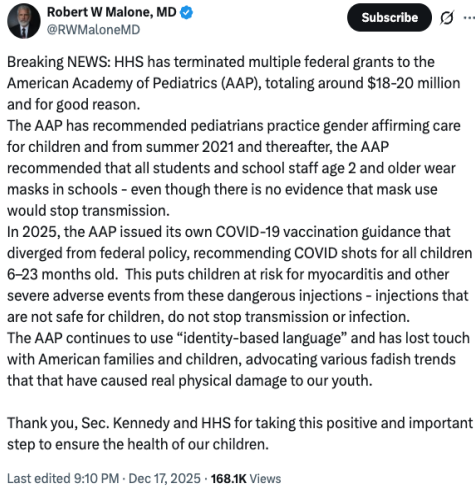 Robert W Malone, MD
@RWMaloneMD
Subscribe
Breaking NEWS: HHS has terminated multiple federal grants to the
American Academy of Pediatrics (AAP), totaling around $18-20 million
and for good reason.
The AAP has recommended pediatrians practice gender affirming care
for children and from summer 2021 and thereafter, the AAP
recommended that all students and school staff age 2 and older wear
masks in schools - even though there is no evidence that mask use
would stop transmission.
In 2025, the AAP issued its own COVID-19 vaccination guidance that
diverged from federal policy, recommending COVID shots for all children
6–23 months old.  This puts children at risk for myocarditis and other
severe adverse events from these dangerous injections - injections that
are not safe for children, do not stop transmission or infection.
The AAP continues to use “identity-based language” and has lost touch
with American families and children, advocating various fadish trends
that that have caused real physical damage to our youth.
Thank you, Sec. Kennedy and HHS for taking this positive and important
step to ensure the health of our children.
Last edited 9:10 PM · Dec 17, 2025 · 168.1K Views